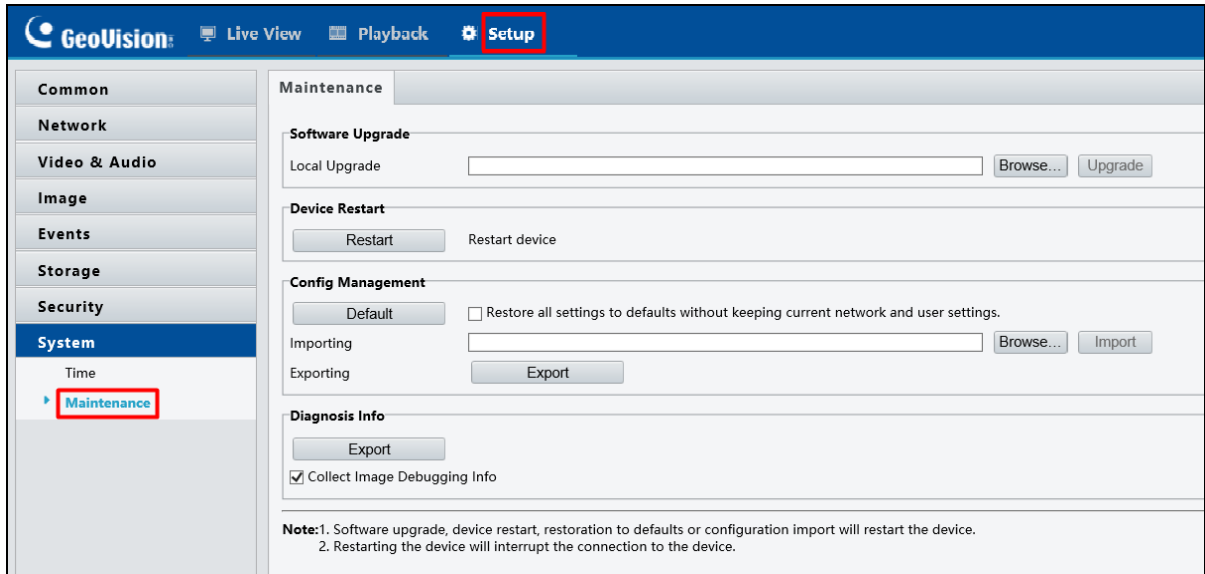 GeoVision Live View Playback Setup
Common
Network
Video & Audio
Image
Events
Storage
Security
System
Time
Maintenance
Maintenance
Software Upgrade
Local Upgrade Browse... Upgrade
Device Restart
Restart Restart device
Config Management
Default Restore all settings to defaults without keeping current network and user settings.
Importing Browse... Import
Exporting Export
Diagnosis Info
Export
Collect Image Debugging Info
Note:1. Software upgrade, device restart, restoration to defaults or configuration import will restart the device.
2. Restarting the device will interrupt the connection to the device.